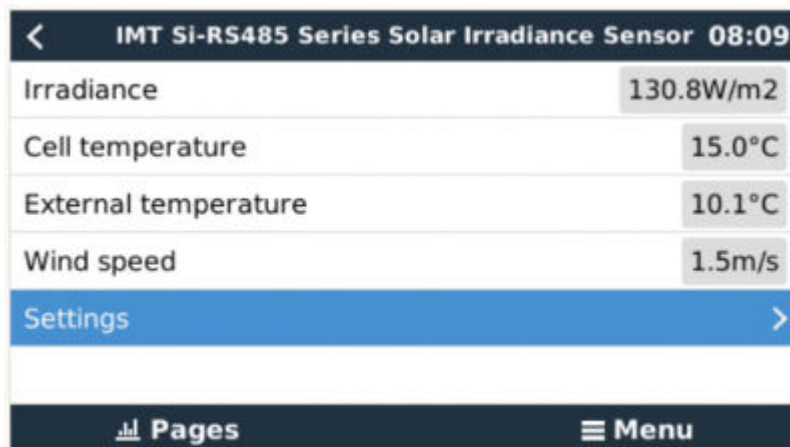 IMT Si-RS485 Series Solar Irradiance Sensor 08:09
Irradiance 130.8W/m2
Cell temperature 15.0°C
External temperature 10.1°C
Wind speed 1.5m/s
Settings
Pages Menu